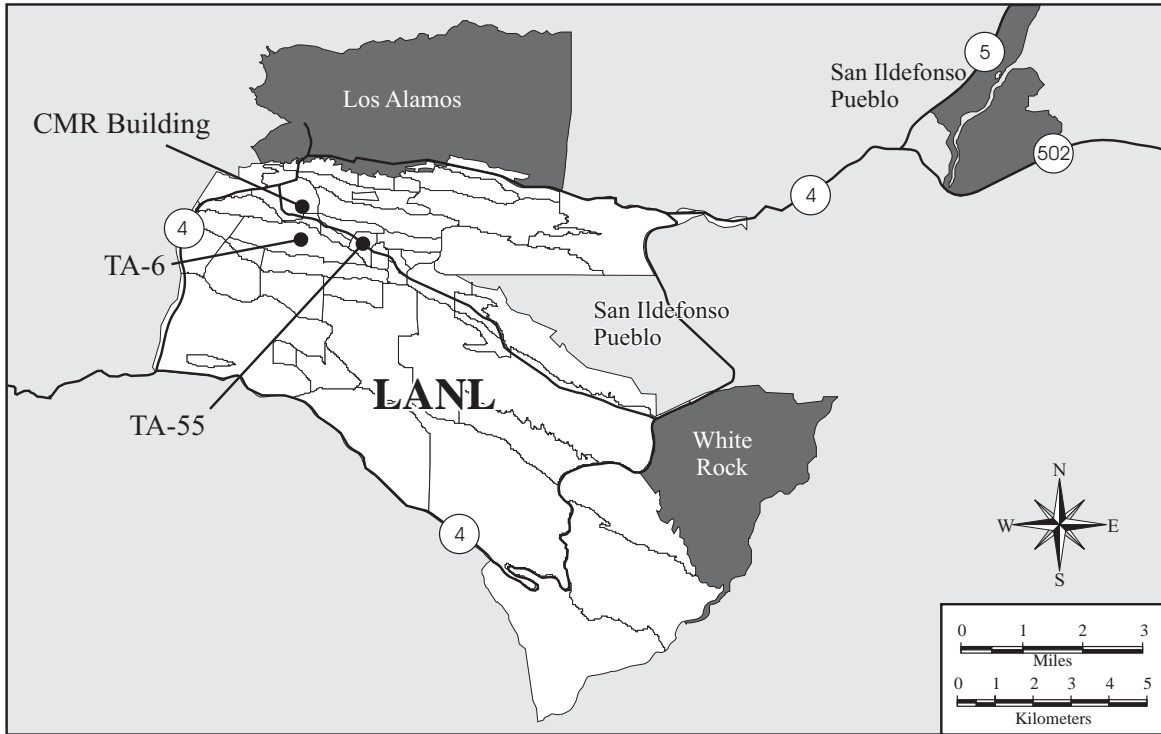 5
San Ildefonso
Pueblo
Los Alamos
CMR Building
502
4
4
TA-6
San Ildefonso
Pueblo
LANL
TA-55
White
Rock
4
N
W E
S
0 1 2 3
Miles
0 1 2 3 4 5
Kilometers